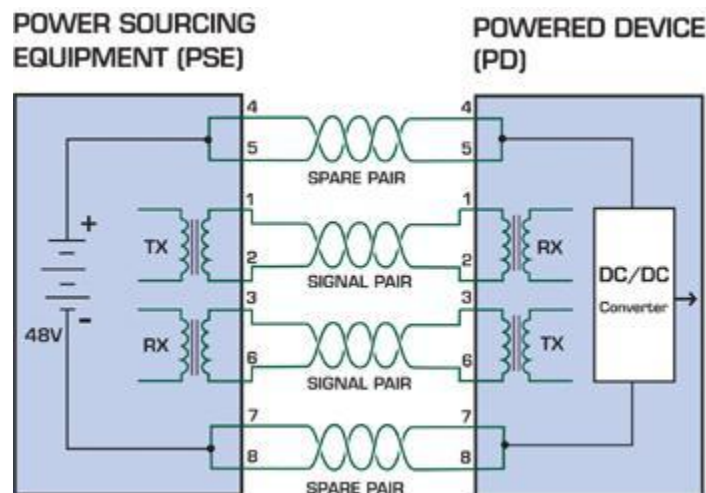 POWER SOURCING
EQUIPMENT (PSE)
POWERED DEVICE
(PD)
4
4
5
5
SPARE PAIR
1
1
+
TX
RX
2
2
SIGNAL PAIR
DC/DC
Converter
3
3
-
48V
RX
TX
6
6
SIGNAL PAIR
7
7
8
8
SPARE PAIR